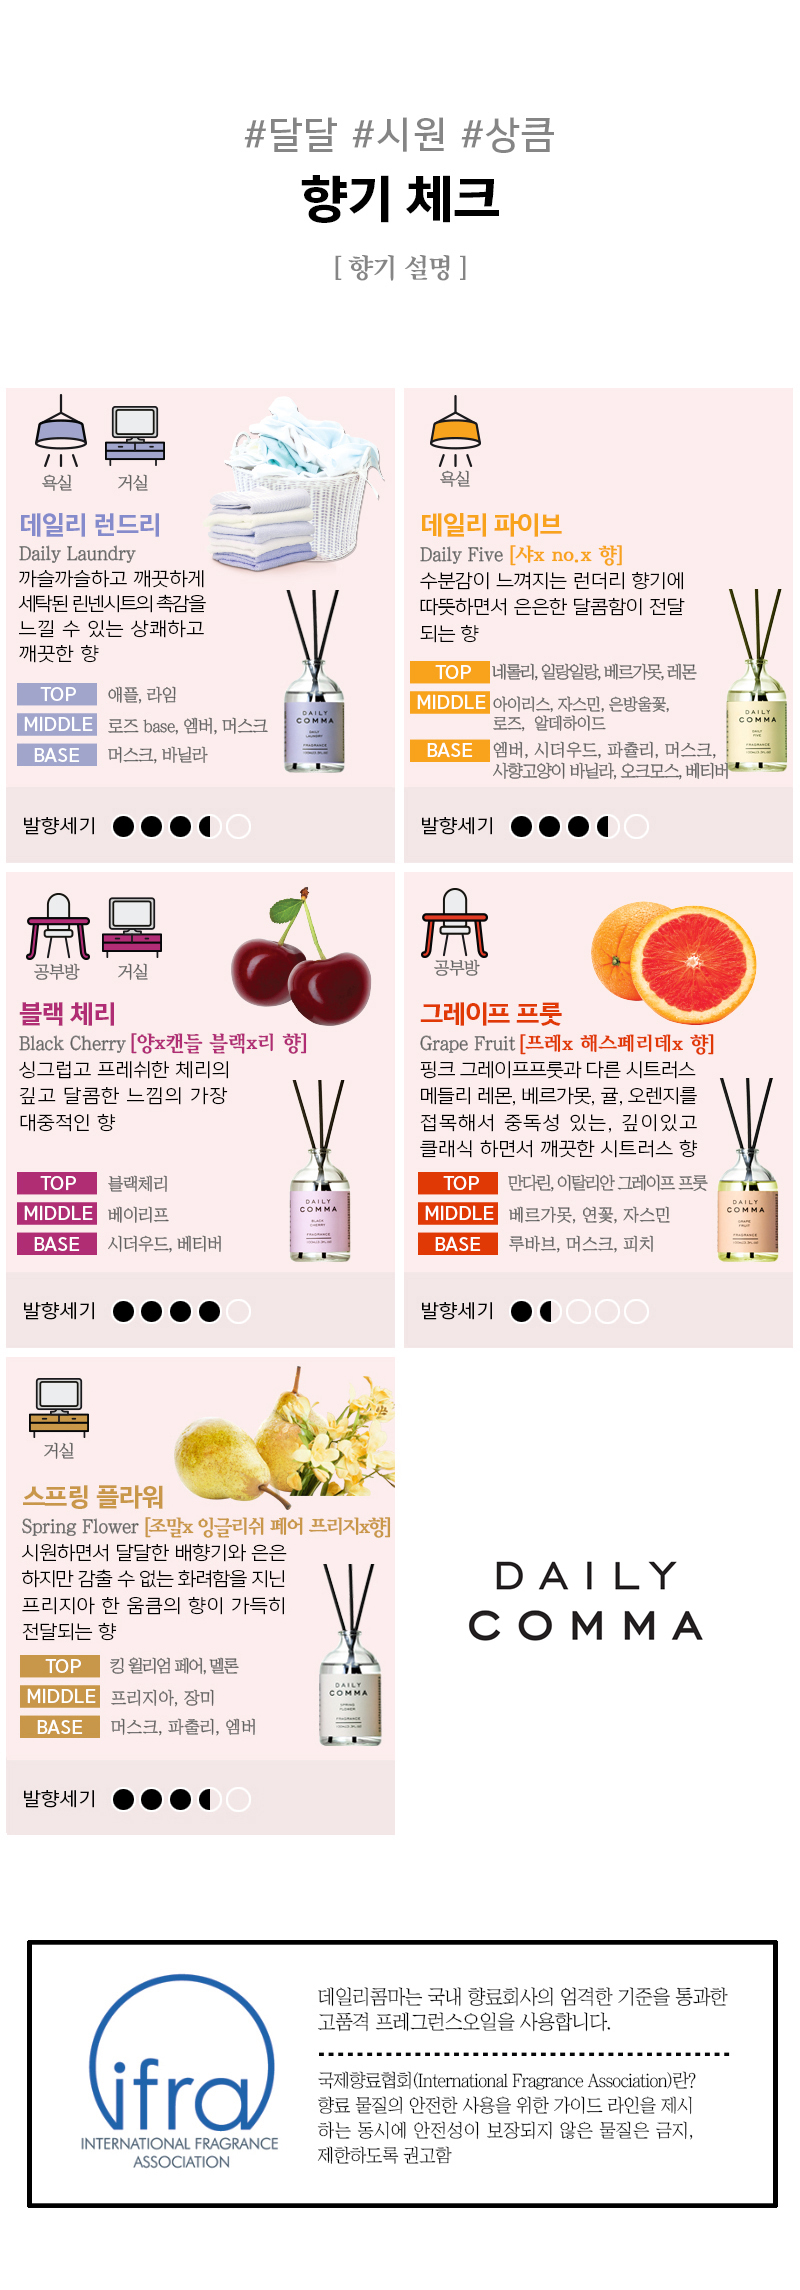 #달달 #시원 #상큼
향기 체크
[ 향기 설명 ]
욕실
거실
데일리 런드리
Daily Laundry
까슬까슬하고 깨끗하게
세탁된 린넨시트의 촉감을
느낄 수 있는 상쾌하고
깨끗한 향
TOP 애플, 라임
MIDDLE 로즈 base, 엠버, 머스크
BASE 머스크, 바닐라
DAILY
COMMA
DAILY
LAUNDRY
FRAGRANCE
발향세기
욕실
데일리 파이브
Daily Five [샤x no.x 향]
수분감이 느껴지는 런더리 향기에
따뜻하면서 은은한 달콤함이 전달
되는 향
TOP 네롤리, 일랑일랑, 베르가못, 레몬
MIDDLE 아이리스, 자스민, 은방울꽃,
로즈, 알데하이드
BASE 엠버, 시더우드, 파츌리, 머스크,
사향고양이 바닐라, 오크모스, 베티버
DAILY
COMMA
DAILY
FIVE
FRAGRANCE
발향세기
공부방
거실
블랙 체리
Black Cherry [양x캔들 블랙x리 향]
싱그럽고 프레쉬한 체리의
깊고 달콤한 느낌의 가장
대중적인 향
TOP 블랙체리
MIDDLE 베이리프
BASE 시더우드, 베티버
DAILY
COMMA
BLACK
CHERRY
FRAGRANCE
발향세기
공부방
그레이프 프룻
Grape Fruit [프레x 해스페리데x 향]
핑크 그레이프프룻과 다른 시트러스
메들리 레몬, 베르가못, 귤, 오렌지를
접목해서 중독성 있는, 깊이있고
클래식 하면서 깨끗한 시트러스 향
TOP 만다린, 이탈리안 그레이프 프룻
MIDDLE 베르가못, 연꽃, 자스민
BASE 루바브, 머스크, 피치
DAILY
COMMA
GRAPE
FRUIT
FRAGRANCE
발향세기
거실
스프링 플라워
Spring Flower [조말x 잉글리쉬 페어 프리지x향]
시원하면서 달달한 배향기와 은은
하지만 감출 수 없는 화려함을 지닌
프리지아 한 움큼의 향이 가득히
전달되는 향
TOP 킹 윌리엄 페어, 멜론
MIDDLE 프리지아, 장미
BASE 머스크, 파츌리, 엠버
DAILY
COMMA
SPRING
FLOWER
FRAGRANCE
발향세기
DAILY
COMMA
ifra
INTERNATIONAL FRAGRANCE
ASSOCIATION
데일리콤마는 국내 향료회사의 엄격한 기준을 통과한
고품격 프레그런스오일을 사용합니다.
국제향료협회(International Fragrance Association)란?
향료 물질의 안전한 사용을 위한 가이드 라인을 제시
하는 동시에 안전성이 보장되지 않은 물질은 금지,
제한하도록 권고함